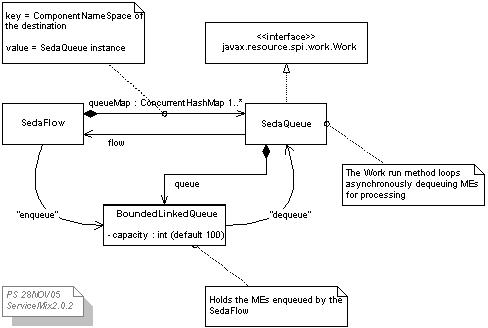 key = ComponentNameSpace of
the destination
value = SedaQueue instance
<<interface>>
javax.resource.spi.work.Work
queueMap : ConcurrentHashMap 1..*
SedaFlow
SedaQueue
flow
The Work run method loops
asynchronously dequeuing MEs
for processing
queue
"enqueue"
BoundedLinkedQueue
"dequeue"
- capacity : int (default 100)
PS 28NOV05
ServiceMix2.0.2
Holds the MEs enqueued by the
SedaFlow